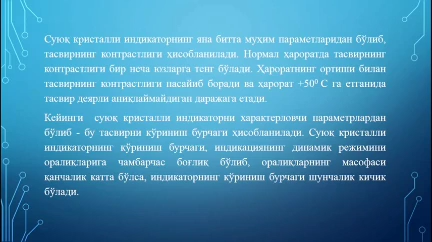 Суюқ кристалли индикаторнинг яна битта муҳим параметларидан бўлиб,
тасвирнинг контрастлиги ҳисобланилади. Нормал ҳароратда тасвирнинг
контрастлиги бир неча юзларга тенг бўлади. Ҳароратнинг ортиши билан
тасвирнинг контрастлиги пасайиб боради ва ҳарорат +50⁰ С га етганида
тасвир деярли аниқлаймайдиган даражага етади.
Кейинги суюқ кристалли индикаторни характерловчи параметрлардан
бўлиб - бу тасвирни кўриниш бурчаги ҳисобланилади. Суюқ кристалли
индикаторнинг кўриниш бурчаги, индикациянинг динамик режимини
оралиқларига чамбарчас боғлиқ бўлиб, оралиқларнинг масофаси
қанчалик катта бўлса, индикаторнинг кўриниш бурчаги шунчалик кичик
бўлади.